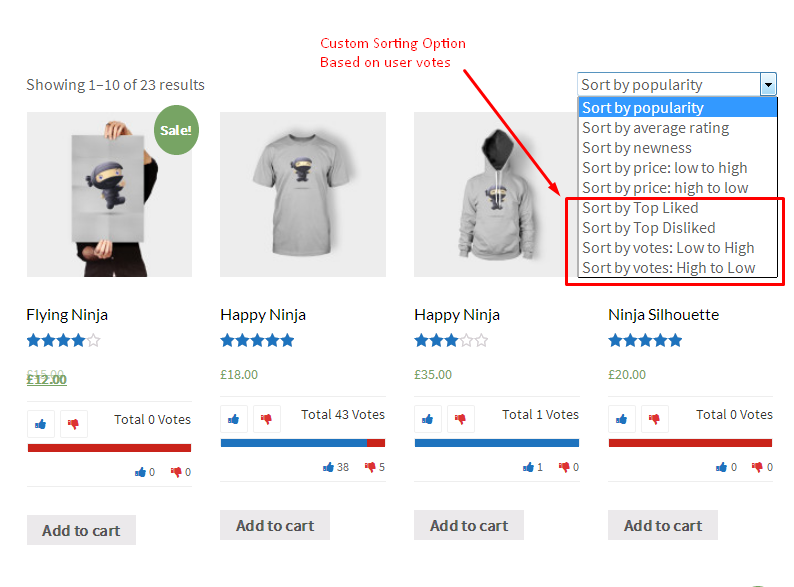 Custom Sorting Option
Based on user votes
Showing 1–10 of 23 results
Sort by popularity
Sort by popularity
Sort by average rating
Sort by newness
Sort by price: low to high
Sort by price: high to low
Sort by Top Liked
Sort by Top Disliked
Sort by votes: Low to High
Sort by votes: High to Low
Sale!
Flying Ninja
Happy Ninja
Happy Ninja
Ninja Silhouette
£15.00
£12.00
£18.00
£35.00
£20.00
Total 0 Votes
Total 43 Votes
Total 1 Votes
Total 0 Votes
0 0
38 5
1 0
0 0
Add to cart
Add to cart
Add to cart
Add to cart